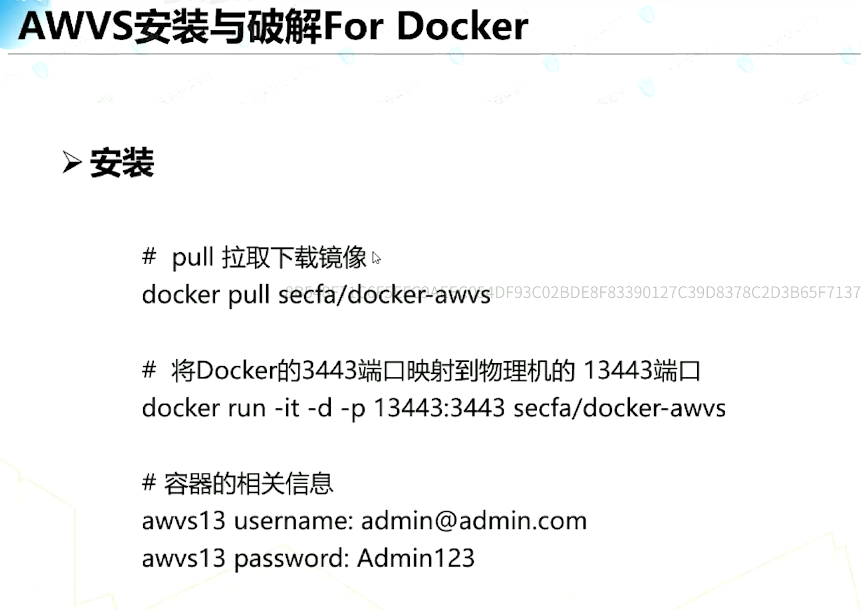 AWVS安装与破解For Docker
➢ 安装
# pull 拉取下载镜像
docker pull secfa/docker-awvs
# 将Docker的3443端口映射到物理机的 13443端口
docker run -it -d -p 13443:3443 secfa/docker-awvs
# 容器的相关信息
awvs13 username: admin@admin.com
awvs13 password: Admin123